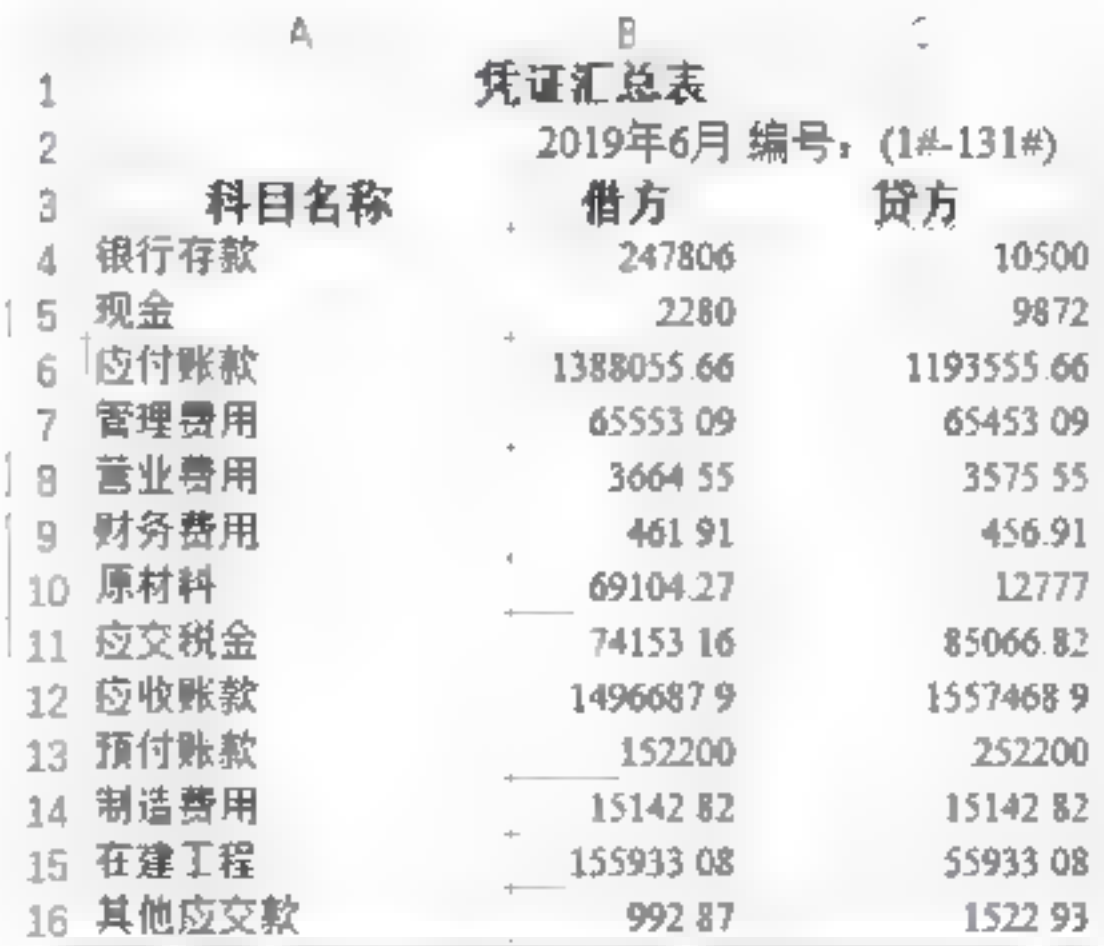 A B C
1 凭证汇总表
2 2019年6月 编号：(1#-131#)
3 科目名称 借方 贷方
4 银行存款 247806 10500
5 现金 2280 9872
6 应付账款 1388055.66 1193555.66
7 管理费用 65553.09 65453.09
8 营业费用 3664.55 3575.55
9 财务费用 461.91 456.91
10 原材料 69104.27 12777
11 应交税金 74153.16 85066.82
12 应收账款 1496687.9 1557468.9
13 预付账款 152200 252200
14 制造费用 15142.82 15142.82
15 在建工程 155933.08 55933.08
16 其他应交款 992.87 1522.93